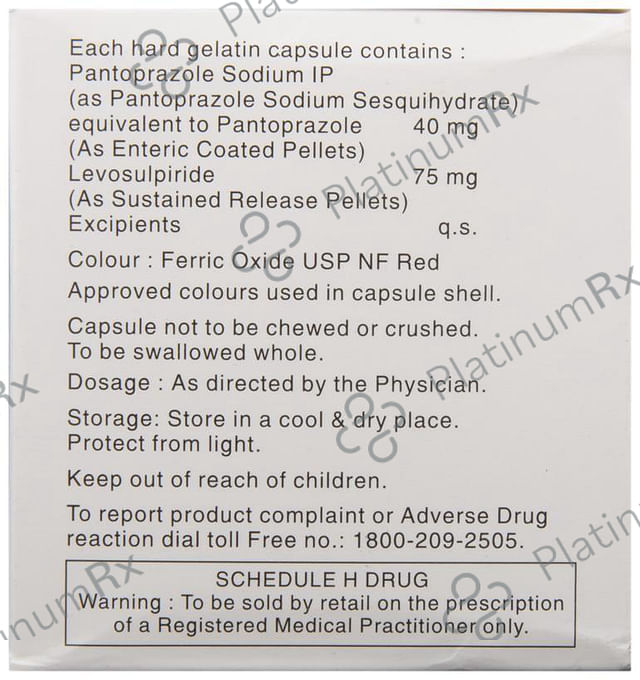 Each hard gelatin capsule contains :
Pantoprazole Sodium IP
(as Pantoprazole Sodium Sesquihydrate)
equivalent to Pantoprazole 40 mg
(As Enteric Coated Pellets)
Levosulpiride 75 mg
(As Sustained Release Pellets)
Excipients q.s.
Colour : Ferric Oxide USP NF Red
Approved colours used in capsule shell.
Capsule not to be chewed or crushed.
To be swallowed whole.
Dosage : As directed by the Physician.
Storage: Store in a cool & dry place.
Protect from light.
Keep out of reach of children.
To report product complaint or Adverse Drug
reaction dial toll Free no.: 1800-209-2505.
SCHEDULE H DRUG
Warning : To be sold by retail on the prescription
of a Registered Medical Practitioner only.
PlatinumRx
PlatinumRx
PlatinumRx
Rx
numRx
Platin